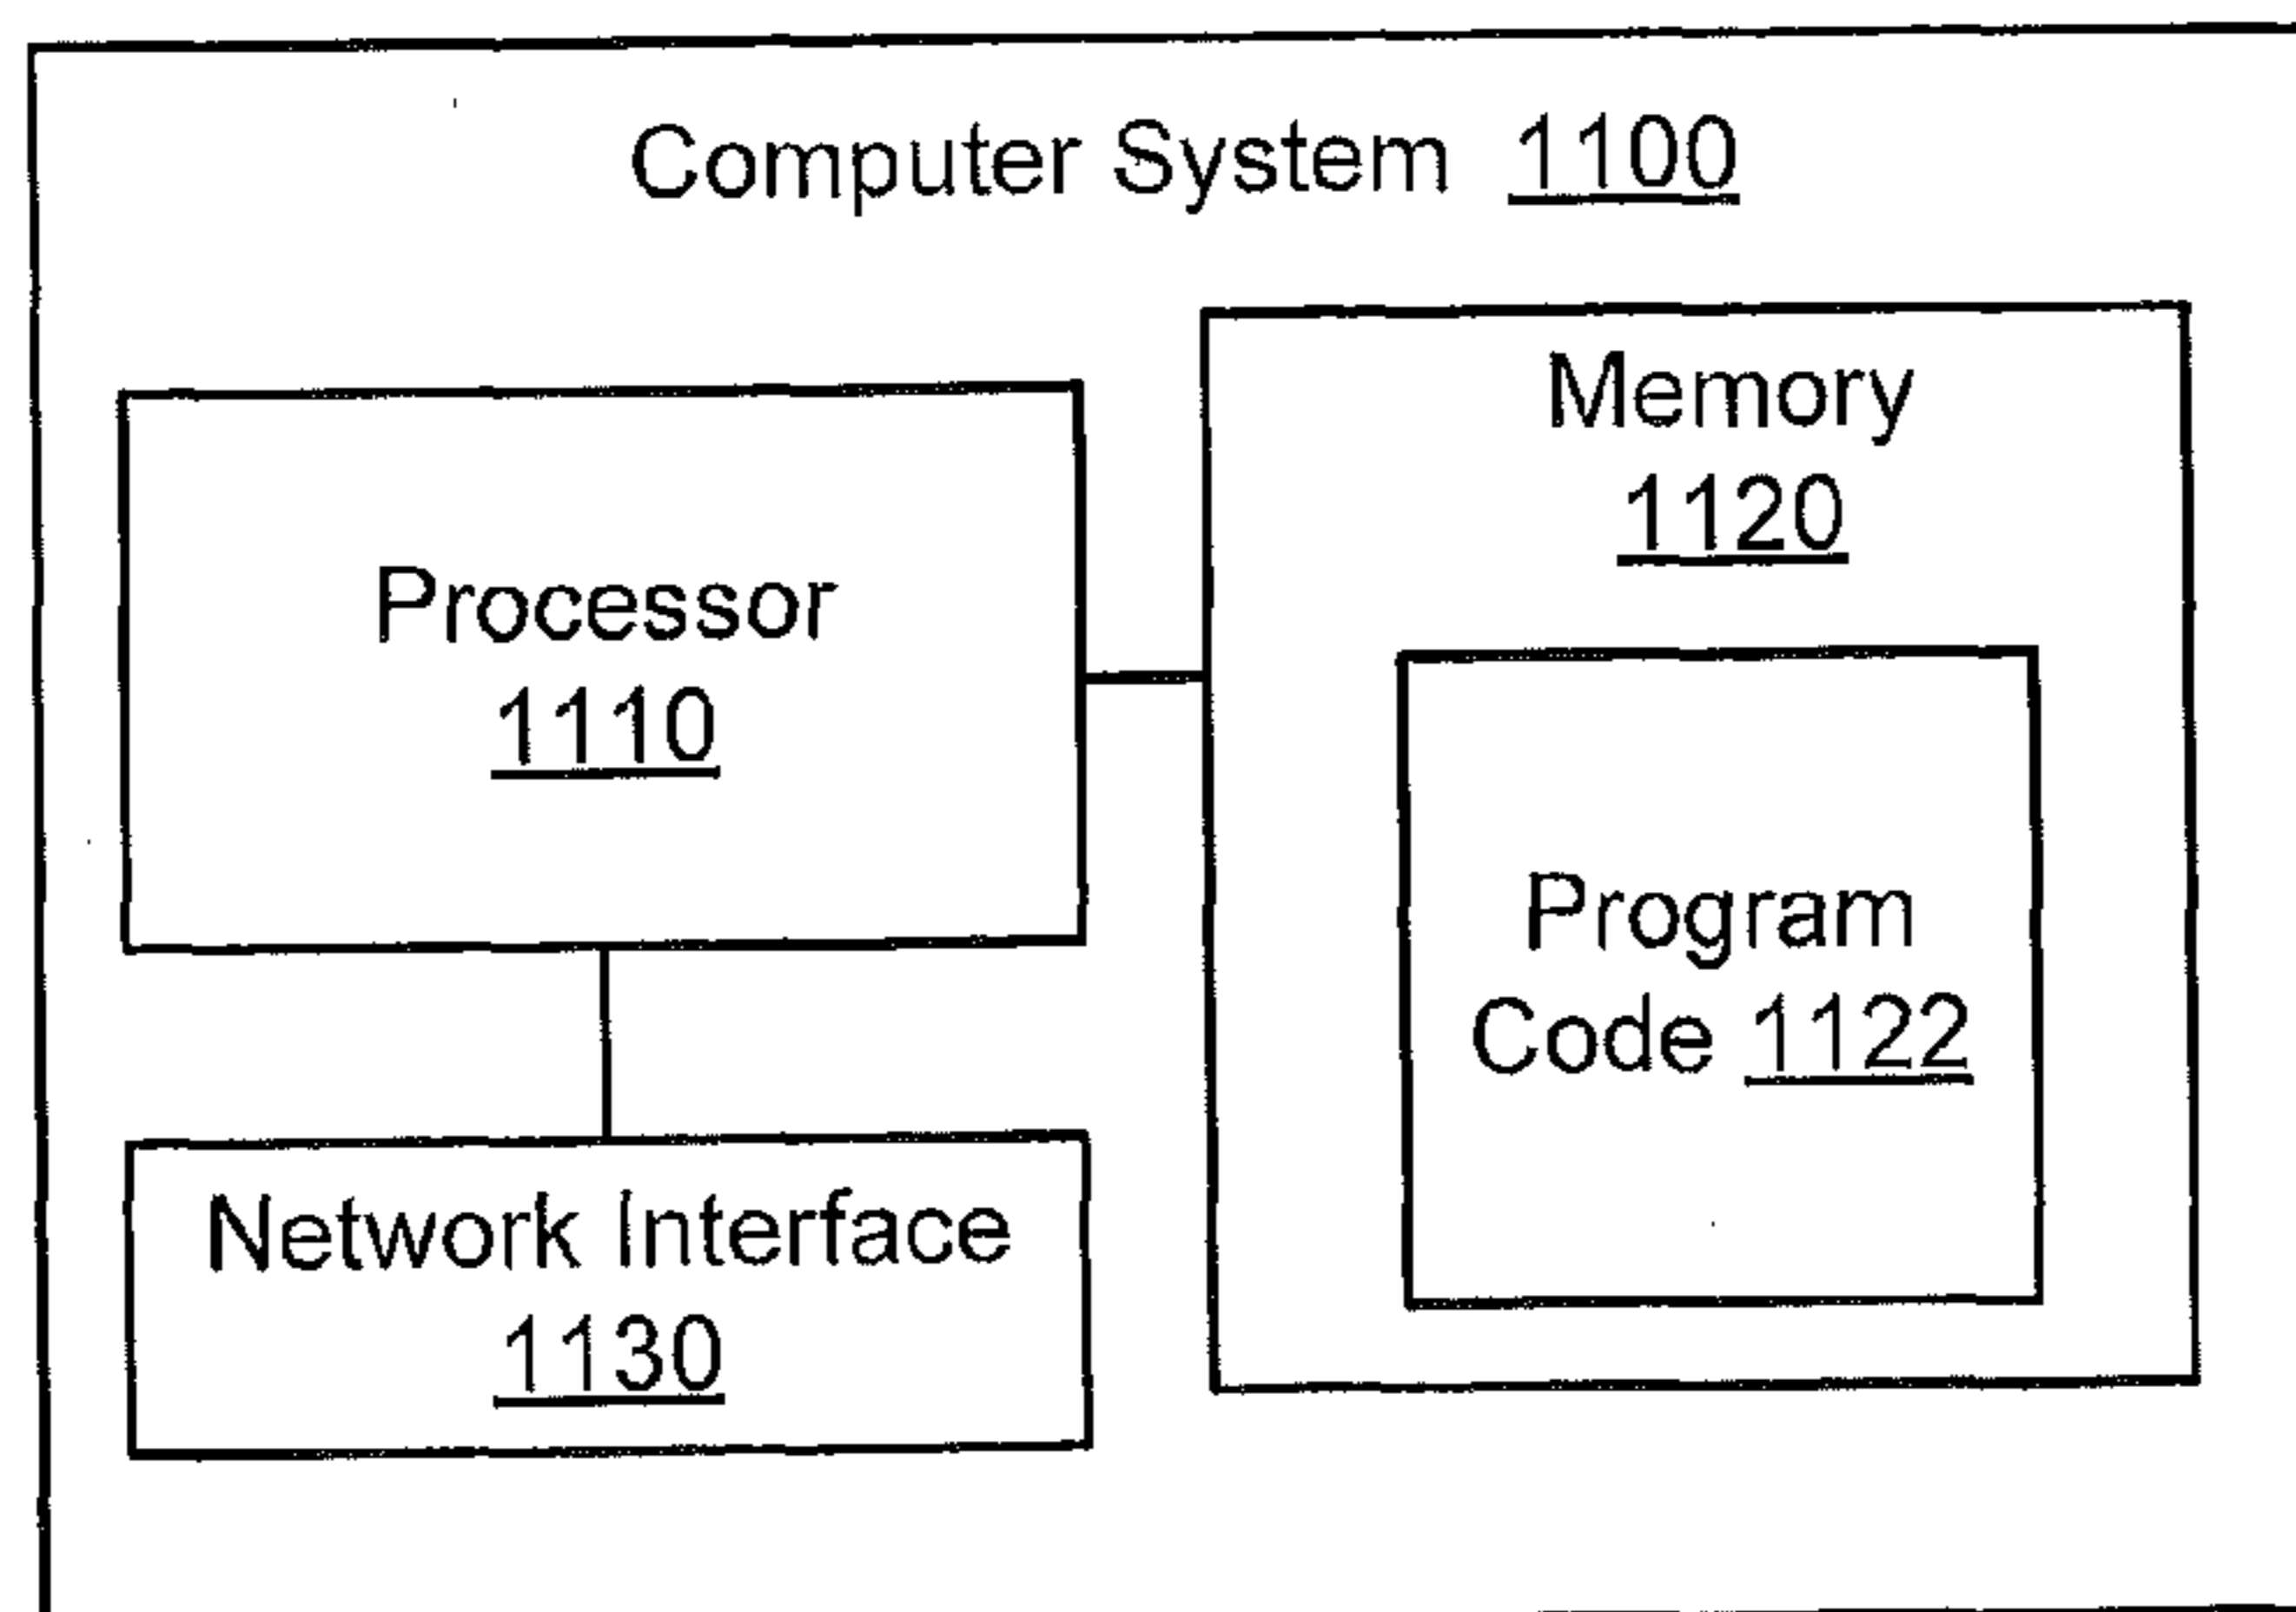 Computer System 1100
Memory
1120
Processor
1110
Program
Code 1122
Network Interface
1130